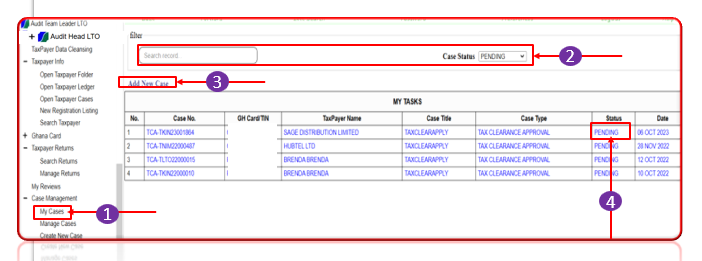 Audit Team Leader LTO
+ Audit Head LTO
TaxPayer Data Cleansing
− Taxpayer Info
Open Taxpayer Folder
Open Taxpayer Ledger
Open Taxpayer Cases
New Registration Listing
Search Taxpayer
+ Ghana Card
− Taxpayer Returns
Search Returns
Manage Returns
My Reviews
− Case Management
My Cases
Manage Cases
Create New Case
1
filter
Search record.
Case Status PENDING
2
Add New Case
3
MY TASKS
No. Case No. GH Card/TIN TaxPayer Name Case Title Case Type Status Date
1 TCA-TKIN23001864 SAGE DISTRIBUTION LIMITED TAXCLEARAPPLY TAX CLEARANCE APPROVAL PENDING 06 OCT 2023
2 TCA-TNIM22000487 HUBTEL LTD TAXCLEARAPPLY TAX CLEARANCE APPROVAL PENDING 28 NOV 2022
3 TCA-TLTC22000015 BRENDA BRENDA TAXCLEARAPPLY TAX CLEARANCE APPROVAL PENDING 12 OCT 2022
4 TCA-TKIN22000010 BRENDA BRENDA TAXCLEARAPPLY TAX CLEARANCE APPROVAL PENDING 10 OCT 2022
4